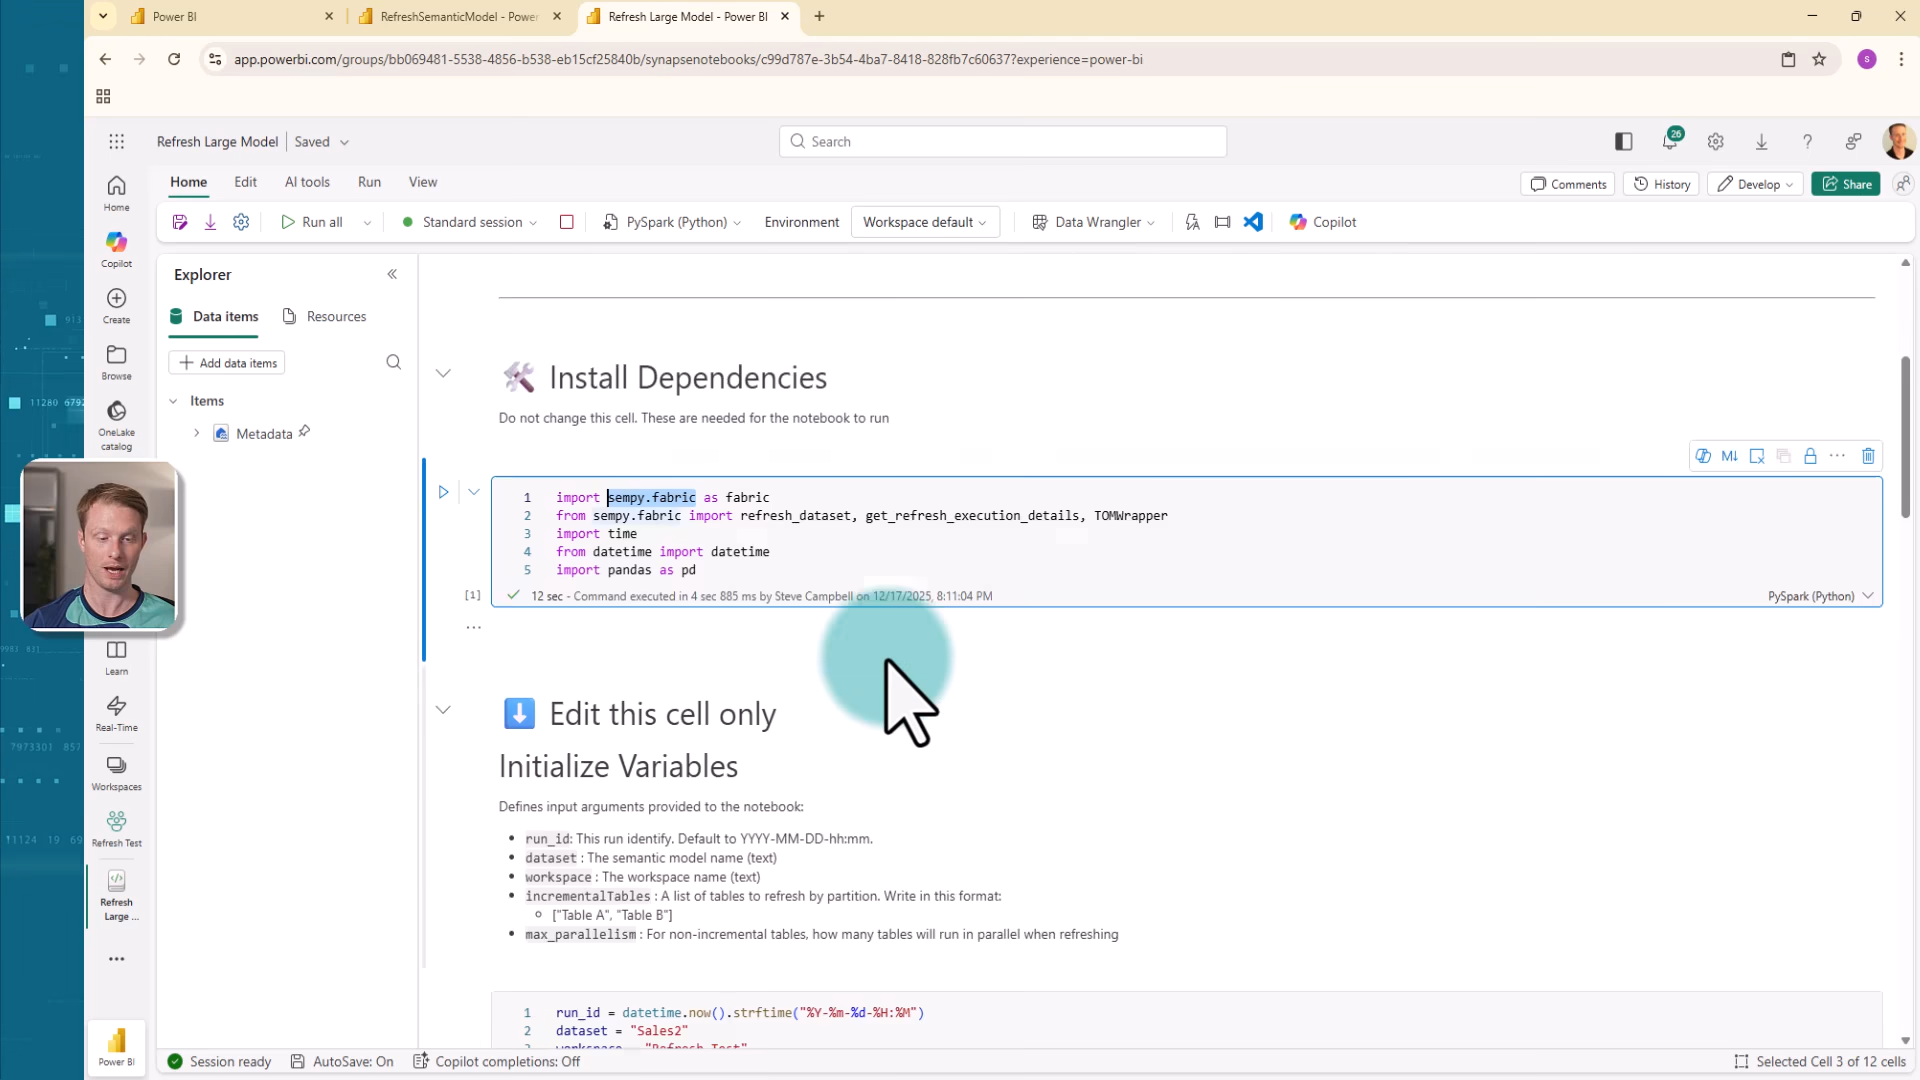 Power BI
RefreshSemanticModel - Power
Refresh Large Model - Power BI
app.powerbi.com/groups/bb069481-5538-4856-b538-eb15cf25840b/synapsenotebooks/c99d787e-3b54-4ba7-8418-828fb7c60637?experience=power-bi
S
Refresh Large Model
Saved
Search
26
Home
Edit
AI tools
Run
View
Comments
History
Develop
Share
Run all
Standard session
PySpark (Python)
Environment
Workspace default
Data Wrangler
Copilot
Home
Copilot
Create
Browse
OneLake
catalog
Learn
Real-Time
Workspaces
Refresh Test
Refresh
Large ...
Power BI
Explorer
Data items
Resources
Add data items
Items
Metadata
🛠️ Install Dependencies
Do not change this cell. These are needed for the notebook to run
1 import sempy.fabric as fabric
2 from sempy.fabric import refresh_dataset, get_refresh_execution_details, TOMWrapper
3 import time
4 from datetime import datetime
5 import pandas as pd
[1]
12 sec - Command executed in 4 sec 885 ms by Steve Campbell on 12/17/2025, 8:11:04 PM
PySpark (Python)
⬇️ Edit this cell only
Initialize Variables
Defines input arguments provided to the notebook:
• run_id: This run identify. Default to YYYY-MM-DD-hh:mm.
• dataset : The semantic model name (text)
• workspace : The workspace name (text)
• incrementalTables : A list of tables to refresh by partition. Write in this format:
◦ ["Table A", "Table B"]
• max_parallelism : For non-incremental tables, how many tables will run in parallel when refreshing
1 run_id = datetime.now().strftime("%Y-%m-%d-%H:%M")
2 dataset = "Sales2"
workspace = "Refresh Test"
Session ready
AutoSave: On
Copilot completions: Off
Selected Cell 3 of 12 cells